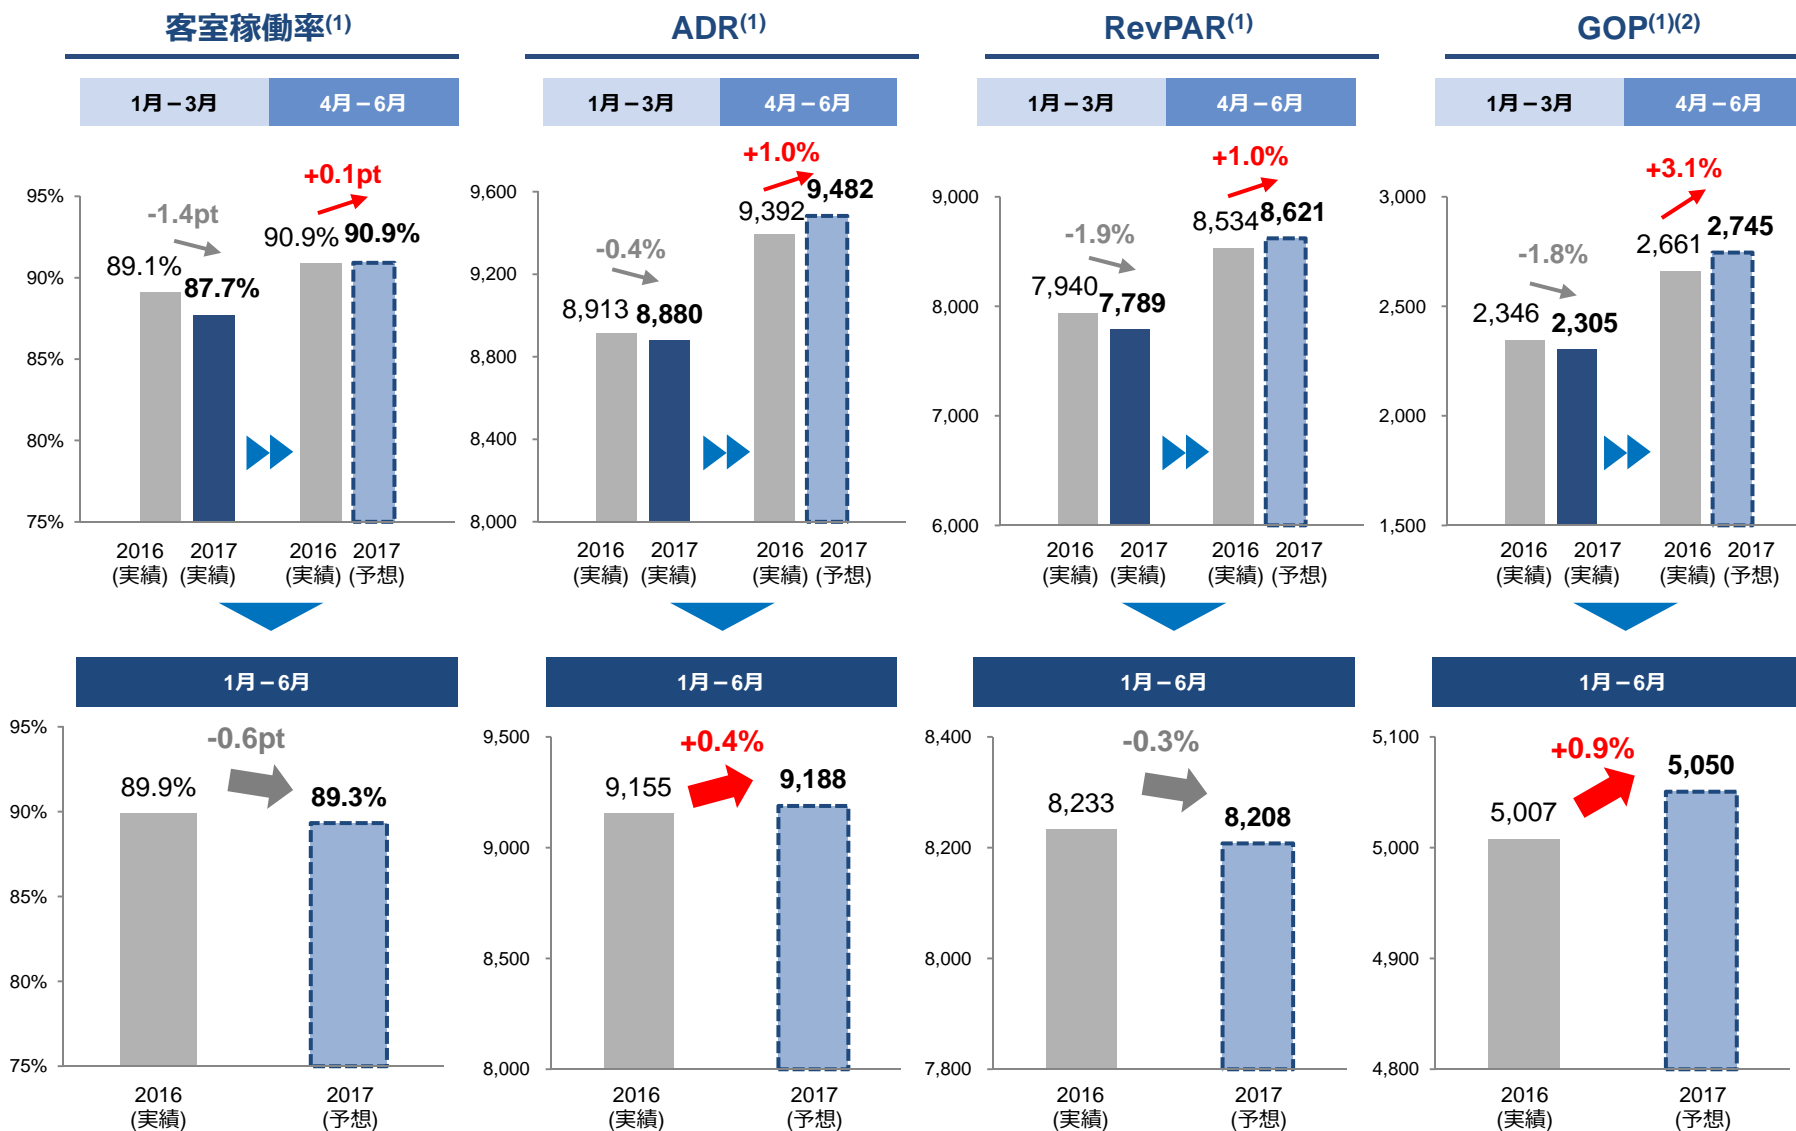 客室稼働率(1)
1月－3月
4月－6月
+0.1pt
95%
-1.4pt
90.9%
90.9%
89.1%
90%
87.7%
85%
80%
75%
2016
2017
2016
2017
(実績)
(実績)
(実績)
(予想)
1月－6月
95%
-0.6pt
89.9%
89.3%
90%
85%
80%
75%
2016
2017
(実績)
(予想)
ADR(1)
1月－3月
4月－6月
+1.0%
9,600
9,482
9,392
-0.4%
9,200
8,913
8,880
8,800
8,400
8,000
2016
2017
2016
2017
(実績)
(実績)
(実績)
(予想)
1月－6月
9,500
+0.4%
9,155
9,188
9,000
8,500
8,000
2016
2017
(実績)
(予想)
RevPAR(1)
1月－3月
4月－6月
+1.0%
9,000
8,534
8,621
-1.9%
7,940
7,789
8,000
7,000
6,000
2016
2017
2016
2017
(実績)
(実績)
(実績)
(予想)
1月－6月
8,400
-0.3%
8,233
8,208
8,200
8,000
7,800
2016
2017
(実績)
(予想)
GOP(1)(2)
1月－3月
4月－6月
+3.1%
3,000
2,745
2,661
-1.8%
2,500
2,346
2,305
2,000
1,500
2016
2017
2016
2017
(実績)
(実績)
(実績)
(予想)
1月－6月
5,100
+0.9%
5,050
5,007
5,000
4,900
4,800
2016
2017
(実績)
(予想)